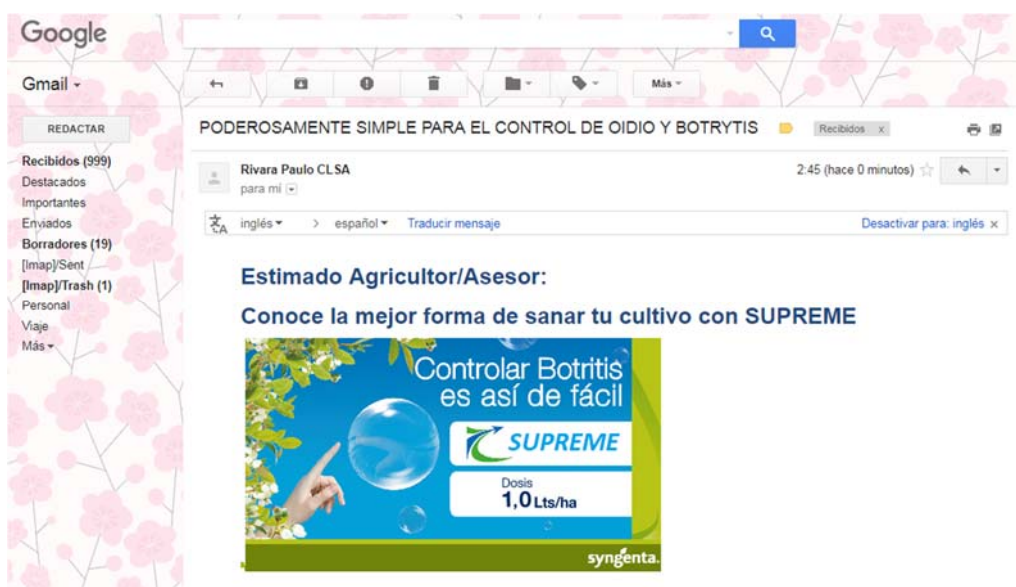 Google
Gmail
Más
REDACTAR
PODEROSAMENTE SIMPLE PARA EL CONTROL DE OIDIO Y BOTRYTIS
Recibidos x
Recibidos (999)
Destacados
Importantes
Enviados
Borradores (19)
[Imap]/Sent
[Imap]/Trash (1)
Personal
Viaje
Más
Rivara Paulo CLSA
2:45 (hace 0 minutos)
para mí
inglés > español Traducir mensaje Desactivar para: inglés x
Estimado Agricultor/Asesor:
Conoce la mejor forma de sanar tu cultivo con SUPREME
Controlar Botritis
es así de fácil
SUPREME
Dosis
1,0 Lts/ha
syngenta.